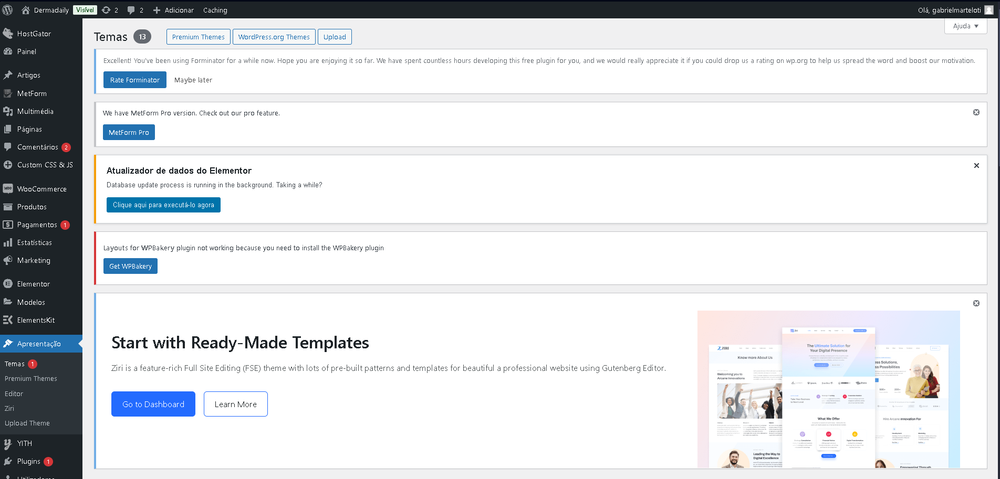 Dermadaily Visível 2 2 Adicionar Caching Olá, gabrielmarteloti
Ajuda
HostGator
Painel
Artigos
MetForm
Multimédia
Páginas
Comentários 2
Custom CSS & JS
WooCommerce
Produtos
Pagamentos 1
Estatísticas
Marketing
Elementor
Modelos
ElementsKit
Apresentação
Temas 1
Premium Themes
Editor
Ziri
Upload Theme
YITH
Plugins 1
Utilizadores
Temas 13 Premium Themes WordPress.org Themes Upload
Excellent! You've been using Forminator for a while now. Hope you are enjoying it so far. We have spent countless hours developing this free plugin for you, and we would really appreciate it if you could drop us a rating on wp.org to help us spread the word and boost our motivation.
Rate Forminator Maybe later
We have MetForm Pro version. Check out our pro feature.
MetForm Pro
Atualizador de dados do Elementor
Database update process is running in the background. Taking a while?
Clique aqui para executá-lo agora
Layouts for WPBakery plugin not working because you need to install the WPBakery plugin
Get WPBakery
Start with Ready-Made Templates
Ziri is a feature-rich Full Site Editing (FSE) theme with lots of pre-built patterns and templates for beautiful a professional website using Gutenberg Editor.
Go to Dashboard Learn More
ZIRI
Know more About Us
Welcoming you to
Arcane Innovations
Ziri
The Ultimate Solution for
Your Digital Presence
Take Your Business
to Next Level
What We Offer
Leading the Way to
Digital Excellence
Hire Arcane Innovation For
Empowering Through